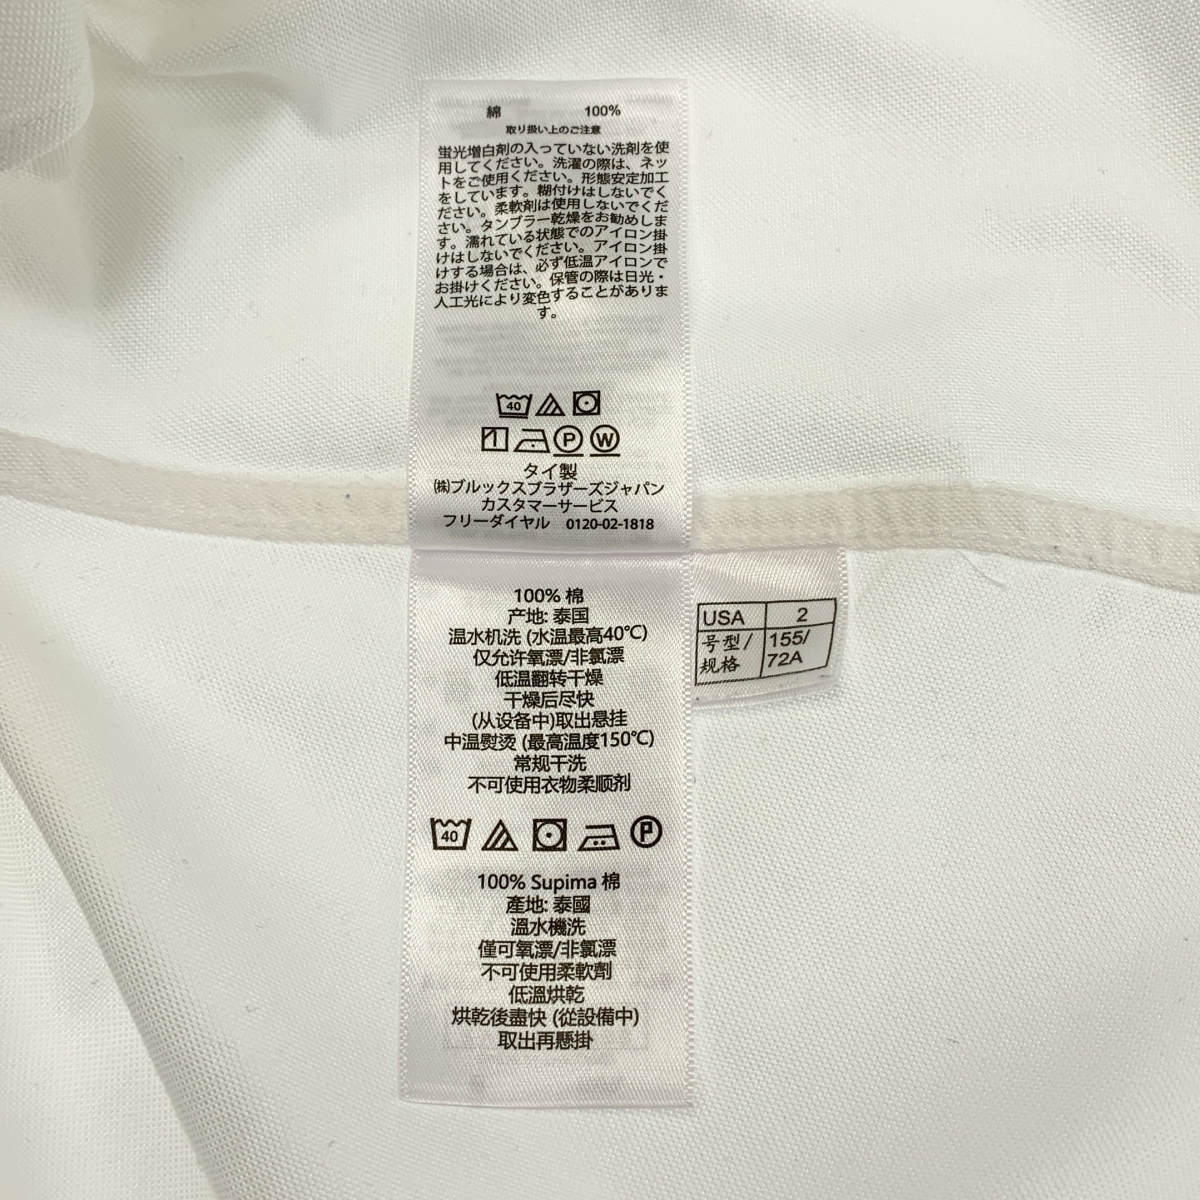 綿 100%
取り扱い上のご注意
蛍光増白剤の入っていない洗剤を使
用してください。洗濯の際は、ネッ
トをご使用ください。形態安定加工
をしています。糊付けはしないでく
ださい。柔軟剤は使用しないでくだ
さい。タンブラー乾燥をお勧めしま
す。濡れている状態でのアイロン掛
けはしないでください。アイロン掛
けする場合は、必ず低温アイロンで
お掛けください。保管の際は日光・
人工光により変色することがありま
す。
40
P W
タイ製
㈱ブルックスブラザーズジャパン
カスタマーサービス
フリーダイヤル 0120-02-1818
100% 棉
产地: 泰国
温水机洗 (水温最高40℃)
仅允许氧漂/非氯漂
低温翻转干燥
干燥后尽快
(从设备中)取出悬挂
中温熨烫 (最高温度150℃)
常规干洗
不可使用衣物柔顺剂
40 P
100% Supima 棉
產地: 泰國
溫水機洗
僅可氧漂/非氯漂
不可使用柔軟劑
低溫烘乾
烘乾後盡快 (從設備中)
取出再懸掛
USA 2
号型/ 155/
规格 72A